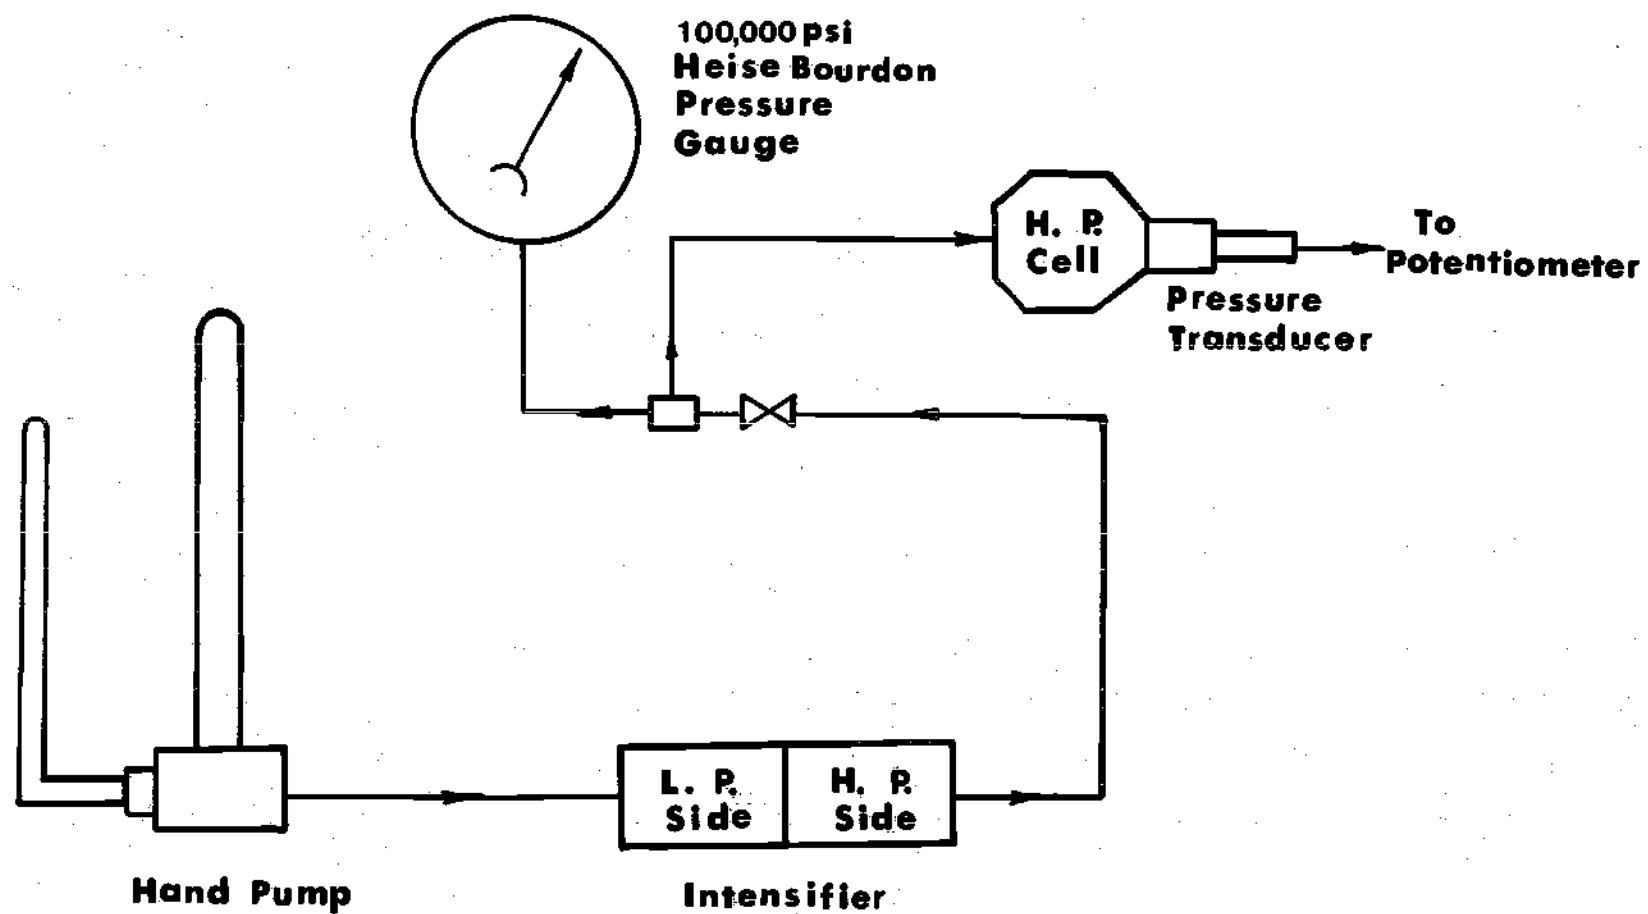 100,000 psi
Heise Bourdon
Pressure
Gauge
H. P.
Cell
To
Potentiometer
Pressure
Transducer
L. P.
Side
H. P.
Side
Hand Pump
Intensifier